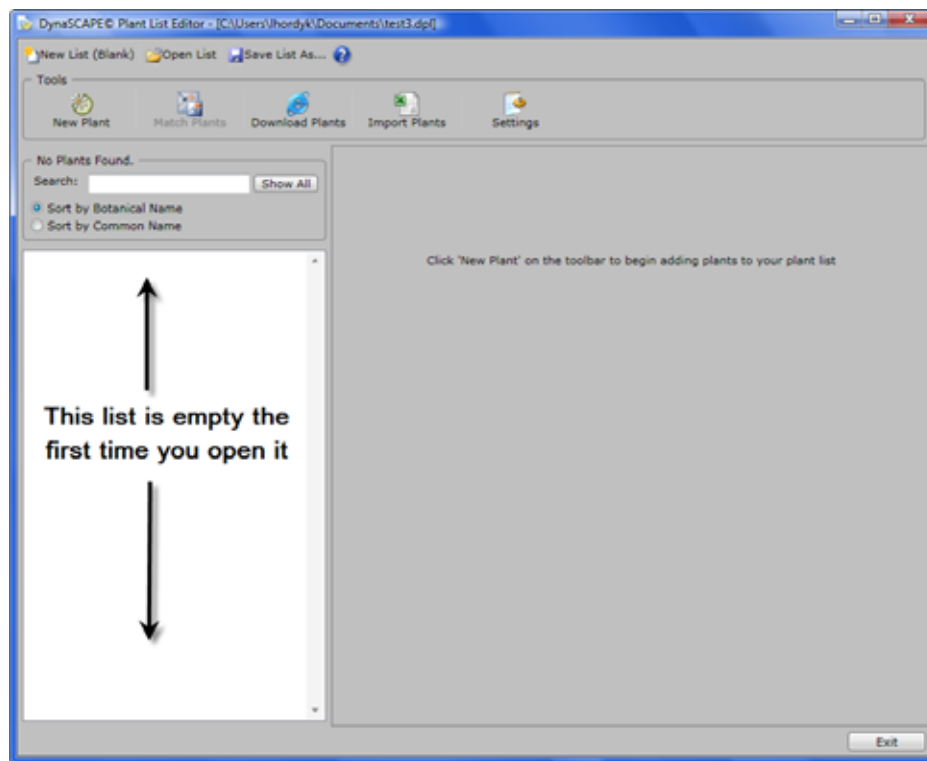 DynaSCAPE© Plant List Editor - [C:\Users\lhordyk\Documents\test3.dpl]
New List (Blank) Open List Save List As...
Tools
New Plant Match Plants Download Plants Import Plants Settings
No Plants Found.
Search: Show All
Sort by Botanical Name
Sort by Common Name
Click 'New Plant' on the toolbar to begin adding plants to your plant list
This list is empty the
first time you open it
Exit